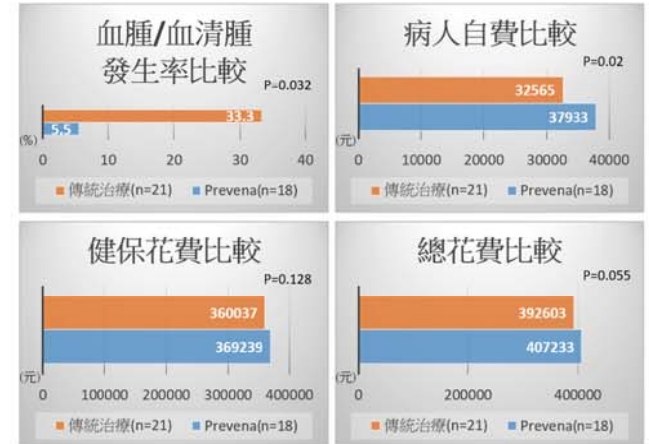 血腫/血清腫
發生率比較
P=0.032
33.3
5.5
(%)
0 10 20 30 40
傳統治療(n=21) Prevena(n=18)
病人自費比較
P=0.02
32565
37933
(元)
0 10000 20000 30000 40000
傳統治療(n=21) Prevena(n=18)
健保花費比較
P=0.128
360037
369239
(元)
0 100000 200000 300000 400000
傳統治療(n=21) Prevena(n=18)
總花費比較
P=0.055
392603
407233
(元)
0 200000 400000
傳統治療(n=21) Prevena(n=18)